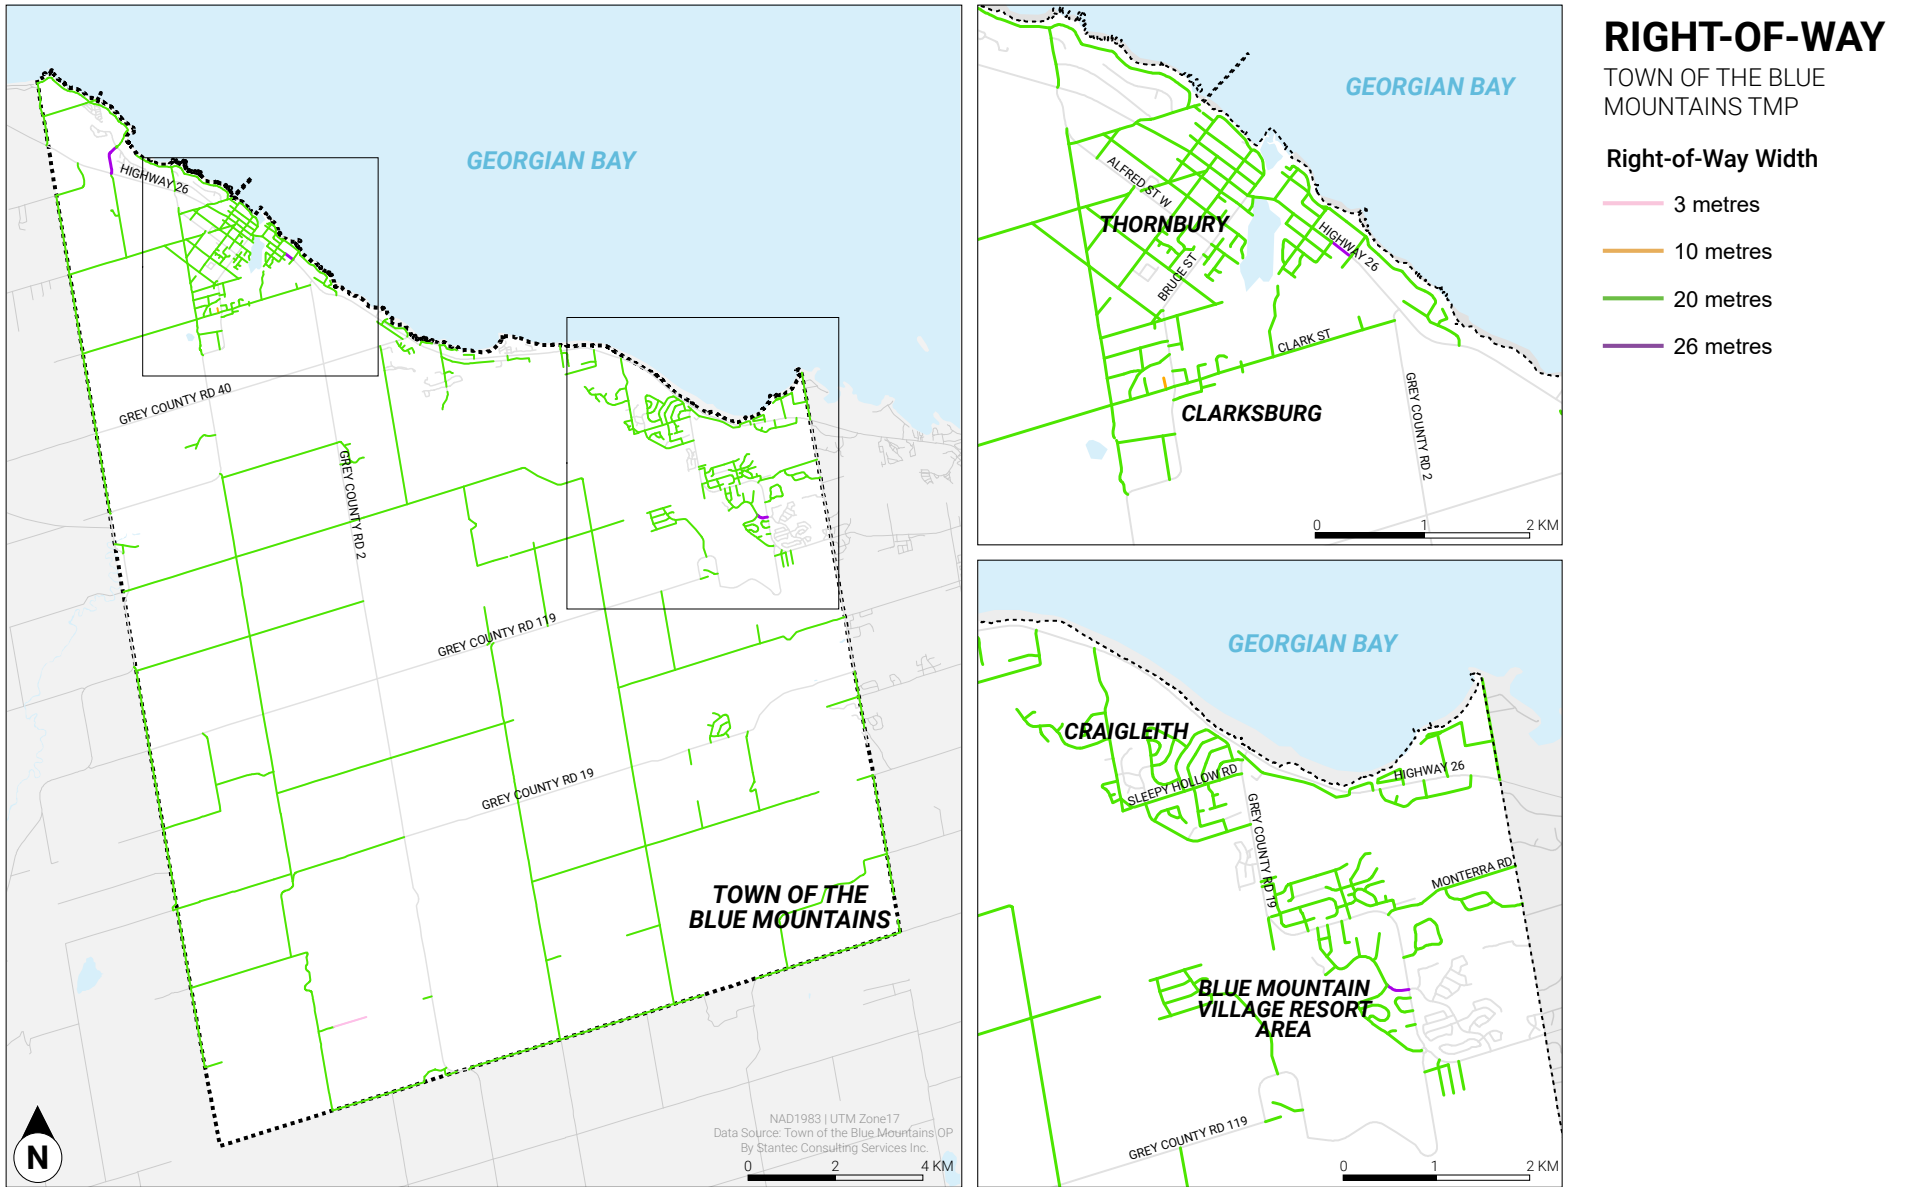 RIGHT-OF-WAY
TOWN OF THE BLUE
MOUNTAINS TMP
Right-of-Way Width
3 metres
10 metres
20 metres
26 metres
GEORGIAN BAY
HIGHWAY 26
GREY COUNTY RD 40
GREY COUNTY RD 2
GREY COUNTY RD 119
GREY COUNTY RD 19
TOWN OF THE
BLUE MOUNTAINS
NAD1983 | UTM Zone17
Data Source: Town of the Blue Mountains OP
By Stantec Consulting Services Inc.
0 2 4 KM
N
GEORGIAN BAY
ALFRED ST W
THORNBURY
HIGHWAY 26
BRUCE ST
CLARK ST
CLARKSBURG
GREY COUNTY RD 2
0 1 2 KM
GEORGIAN BAY
CRAIGLEITH
SLEEPY HOLLOW RD
HIGHWAY 26
GREY COUNTY RD 19
MONTERRA RD
BLUE MOUNTAIN
VILLAGE RESORT
AREA
GREY COUNTY RD 119
0 1 2 KM